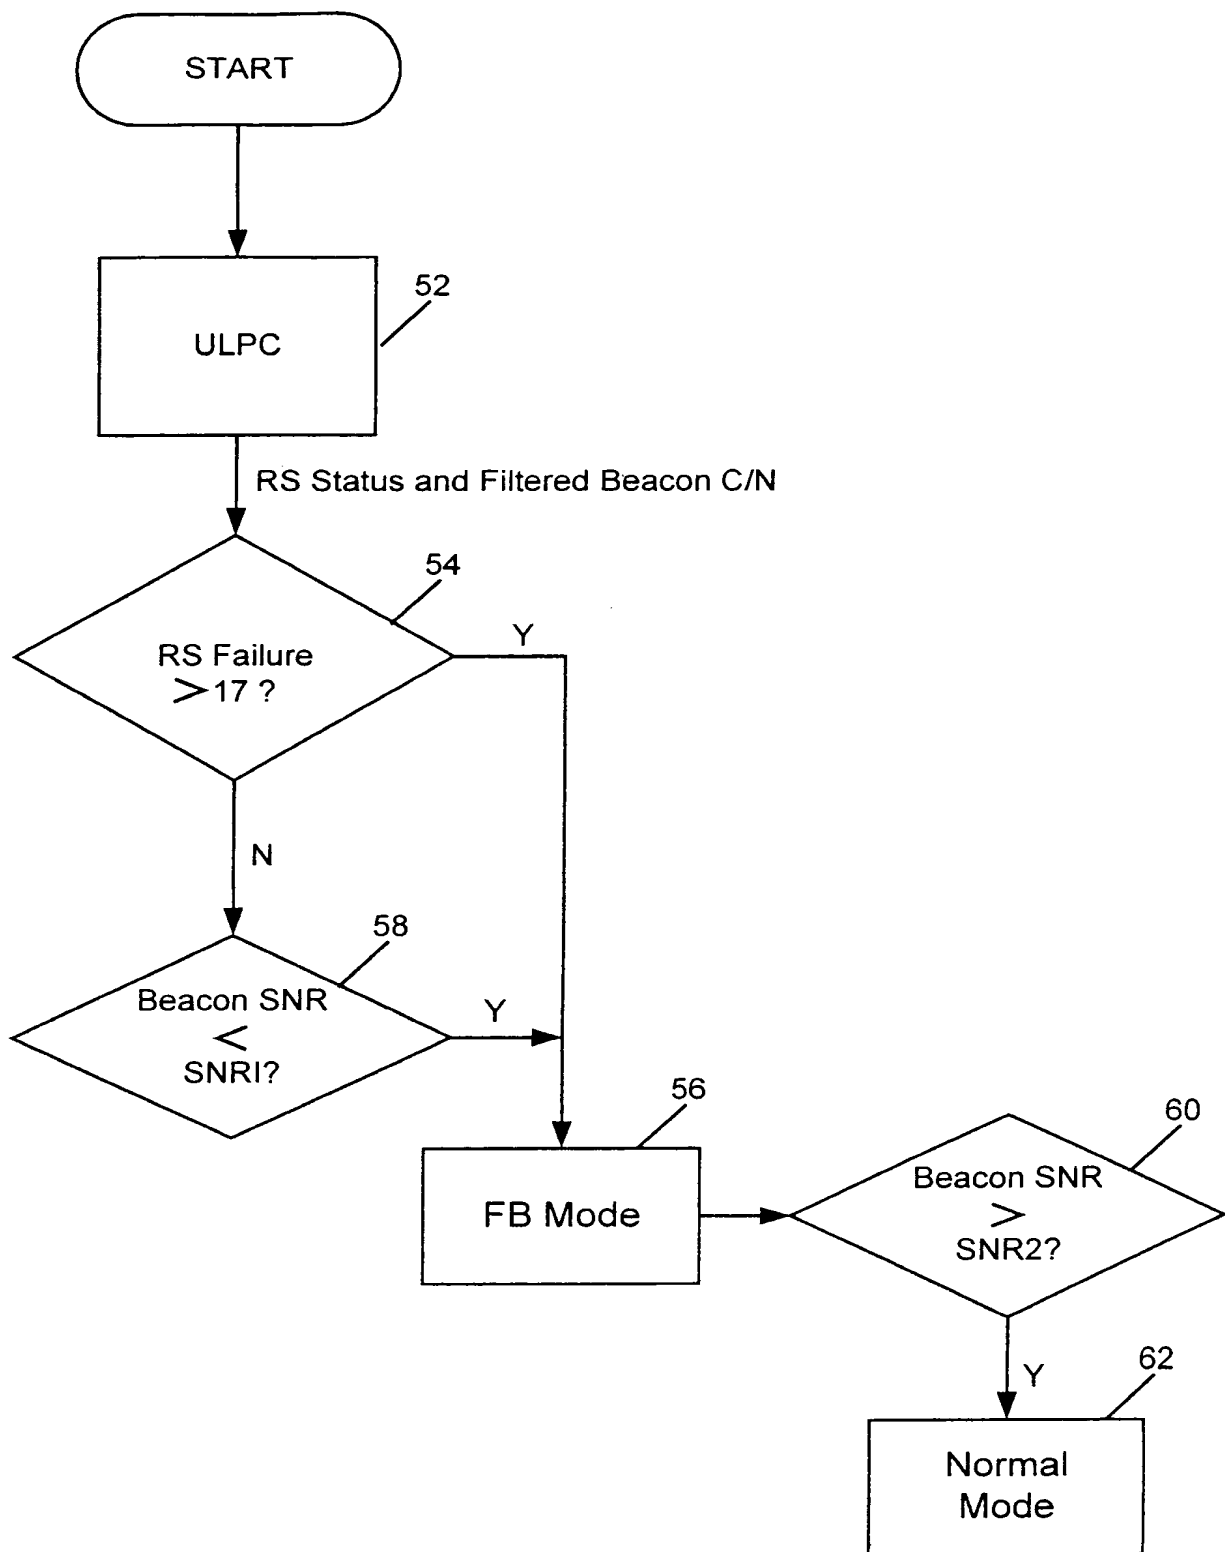 START
52
ULPC
RS Status and Filtered Beacon C/N
54
Y
RS Failure
> 17 ?
N
58
Beacon SNR
<
SNRI?
Y
56
FB Mode
60
Beacon SNR
>
SNR2?
Y
62
Normal
Mode